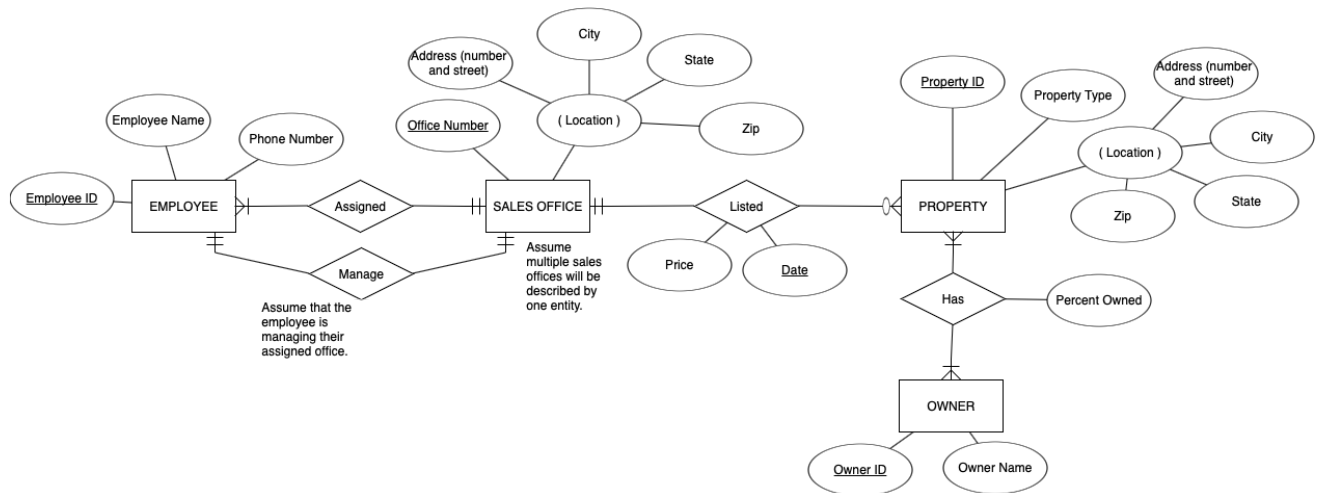 City
Address (number
and street)
State
( Location )
Zip
Office Number
Employee Name
Phone Number
Employee ID
EMPLOYEE
Assigned
SALES OFFICE
Listed
PROPERTY
Property ID
Property Type
Address (number
and street)
( Location )
City
State
Zip
Manage
Assume that the
employee is
managing their
assigned office.
Assume
multiple sales
offices will be
described by
one entity.
Price
Date
Has
Percent Owned
OWNER
Owner ID
Owner Name